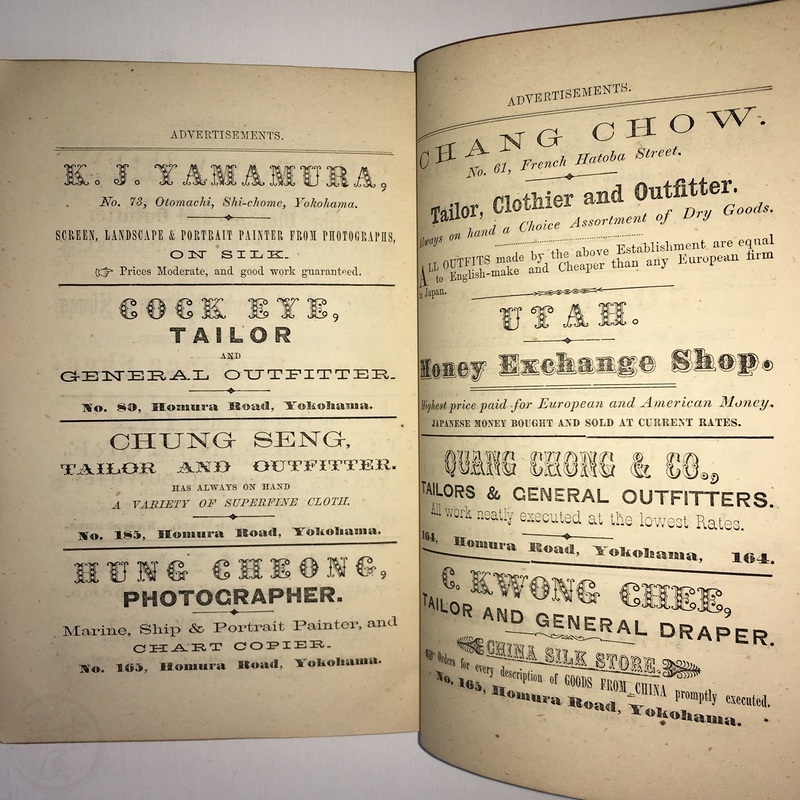 ADVERTISEMENTS.
K. J. YAMAMURA,
No. 73, Otomachi, Shi-chome, Yokohama.
SCREEN, LANDSCAPE & PORTRAIT PAINTER FROM PHOTOGRAPHS,
ON SILK.
Prices Moderate, and good work guaranteed.
COCK EYE,
TAILOR
AND
GENERAL OUTFITTER.
No. 80, Homura Road, Yokohama.
CHUNG SENG,
TAILOR AND OUTFITTER.
HAS ALWAYS ON HAND
A VARIETY OF SUPERFINE CLOTH.
No. 185, Homura Road, Yokohama.
HUNG CHEONG,
PHOTOGRAPHER.
Marine, Ship & Portrait Painter, and
CHART COPIER.
No. 165, Homura Road, Yokohama.
ADVERTISEMENTS.
CHANG CHOW.
No. 61, French Hatoba Street.
Tailor, Clothier and Outfitter.
Always on hand a Choice Assortment of Dry Goods.
ALL OUTFITS made by the above Establishment are equal
to English-make and Cheaper than any European firm
in Japan.
UTAH.
Money Exchange Shop.
Highest price paid for European and American Money.
JAPANESE MONEY BOUGHT AND SOLD AT CURRENT RATES.
QUANG CHONG & CO.,
TAILORS & GENERAL OUTFITTERS.
All work neatly executed at the lowest Rates.
164, Homura Road, Yokohama, 164.
C. KWONG CHEE,
TAILOR AND GENERAL DRAPER.
CHINA SILK STORE.
Orders for every description of GOODS FROM CHINA promptly executed.
No. 165, Homura Road, Yokohama.